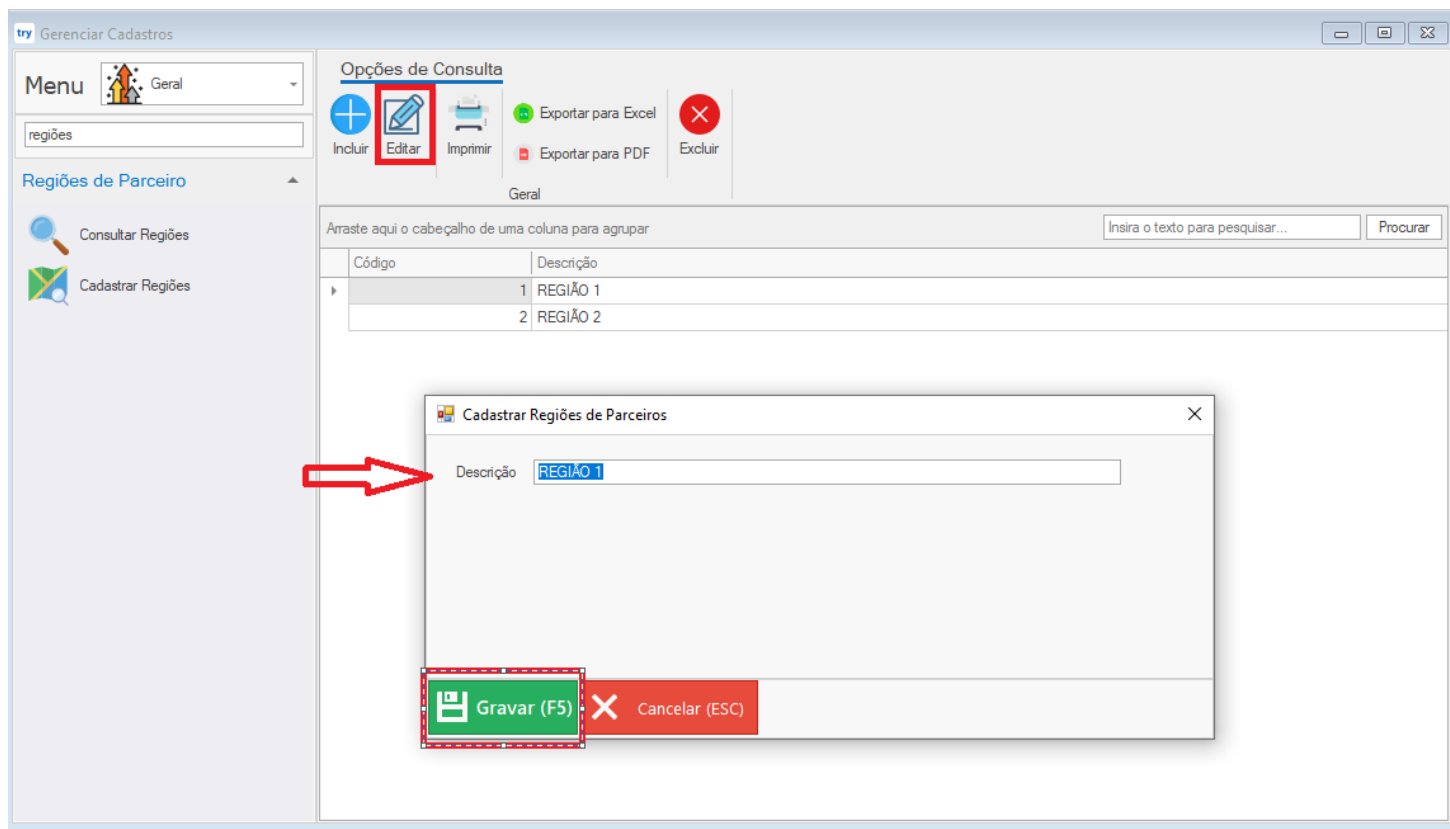 try Gerenciar Cadastros
Menu
Geral
regiões
Regiões de Parceiro
Consultar Regiões
Cadastrar Regiões
Opções de Consulta
Incluir
Editar
Imprimir
Exportar para Excel
Exportar para PDF
Excluir
Geral
Arraste aqui o cabeçalho de uma coluna para agrupar
Insira o texto para pesquisar...
Procurar
Código Descrição
1 REGIÃO 1
2 REGIÃO 2
Cadastrar Regiões de Parceiros
Descrição REGIÃO 1
Gravar (F5)
Cancelar (ESC)